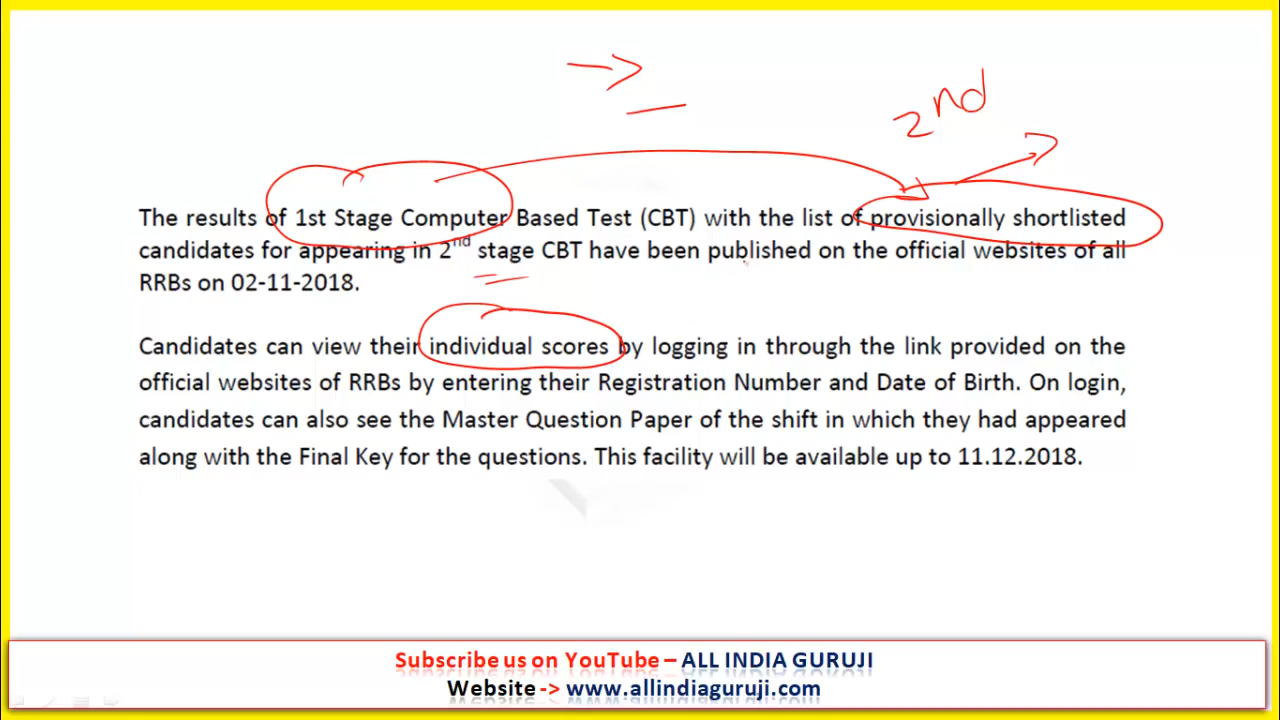 2nd
The results of 1st Stage Computer Based Test (CBT) with the list of provisionally shortlisted
candidates for appearing in 2nd stage CBT have been published on the official websites of all
RRBs on 02-11-2018.
Candidates can view their individual scores by logging in through the link provided on the
official websites of RRBs by entering their Registration Number and Date of Birth. On login,
candidates can also see the Master Question Paper of the shift in which they had appeared
along with the Final Key for the questions. This facility will be available up to 11.12.2018.
Subscribe us on YouTube – ALL INDIA GURUJI
Website -> www.allindiaguruji.com